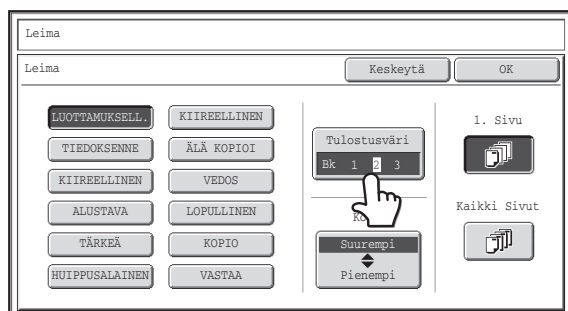 Leima
Leima
Keskeytä
OK
LUOTTAMUKSELL.
KIIREELLINEN
TIEDOKSENNE
ÄLÄ KOPIOI
KIIREELLINEN
VEDOS
ALUSTAVA
LOPULLINEN
TÄRKEÄ
KOPIO
HUIPPUSALAINEN
VASTAA
Tulostusväri
Bk 1 2 3
Suurempi
Pienempi
1. Sivu
Kaikki Sivut